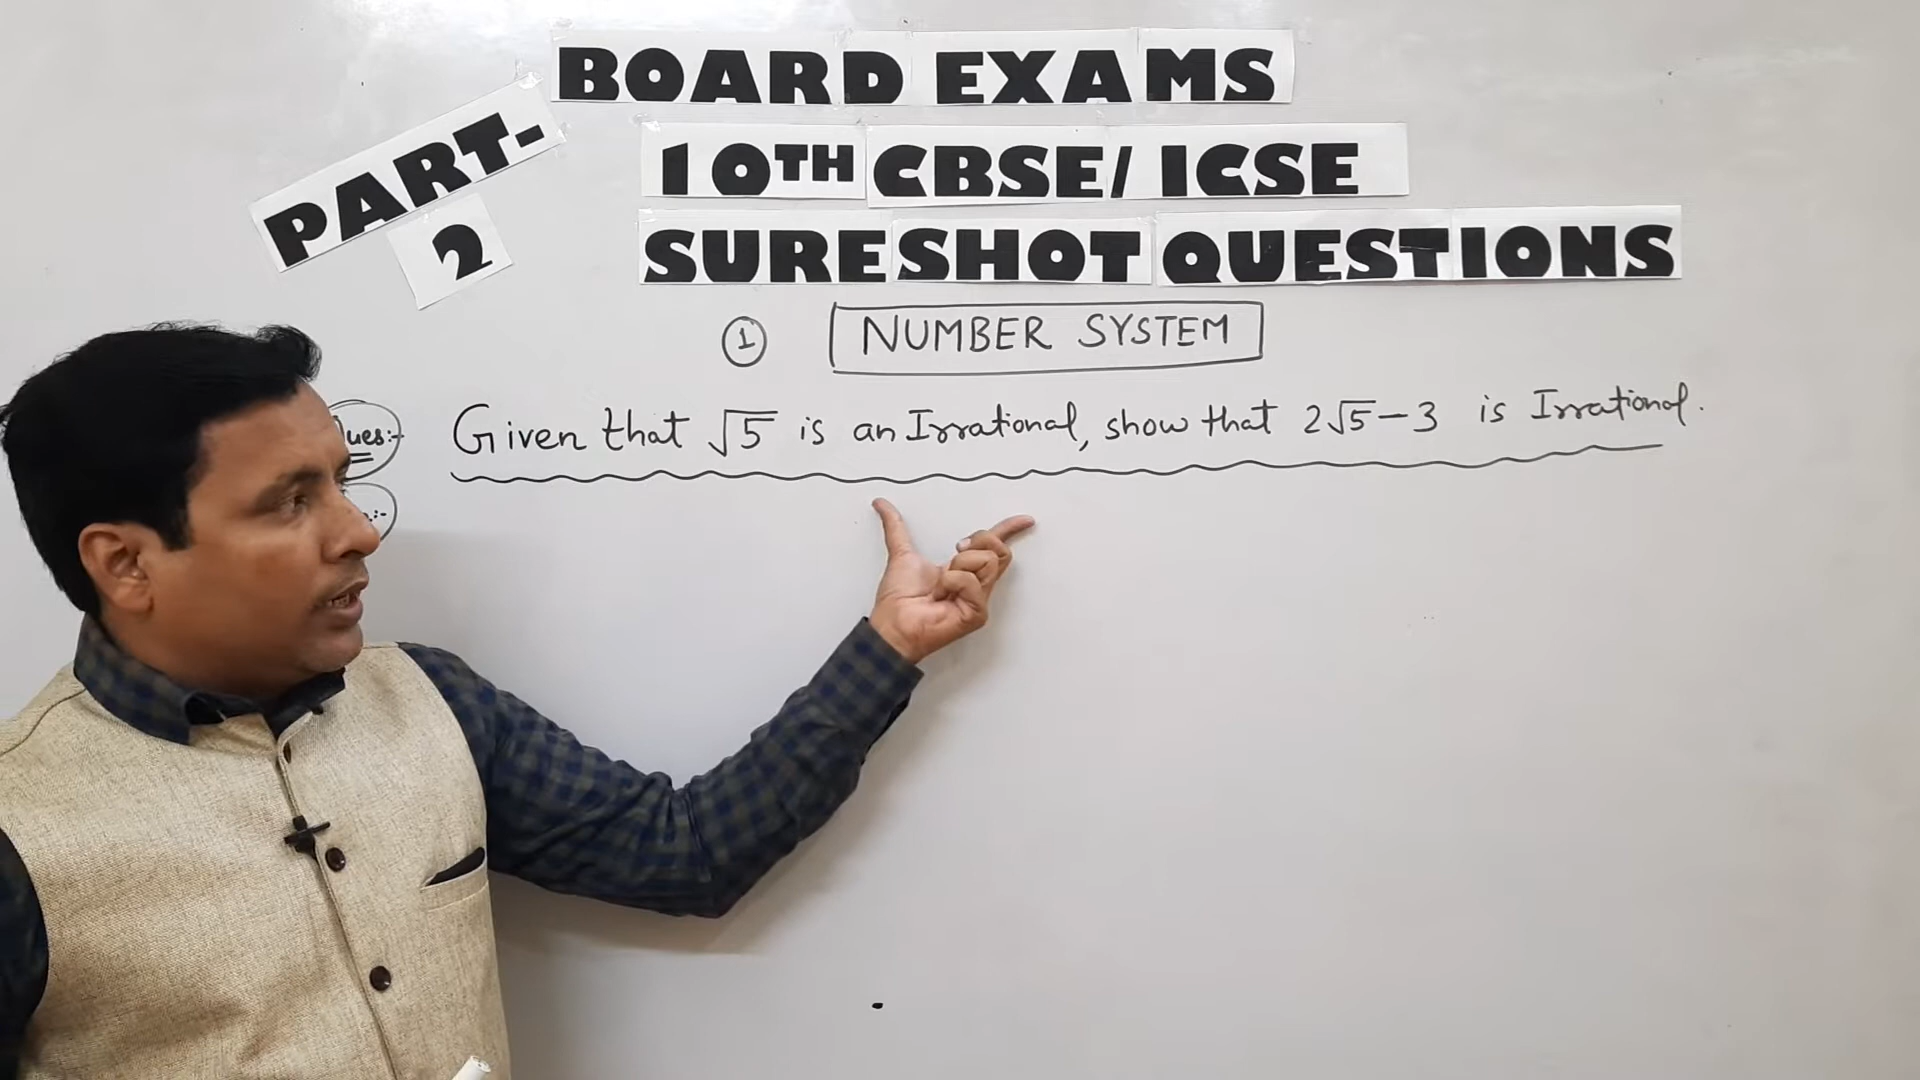 BOARD EXAMS
PART-
2
10TH CBSE/ ICSE
SURESHOT QUESTIONS
1 NUMBER SYSTEM
Given that √5 is an Irrational, show that 2√5-3 is Irrational.